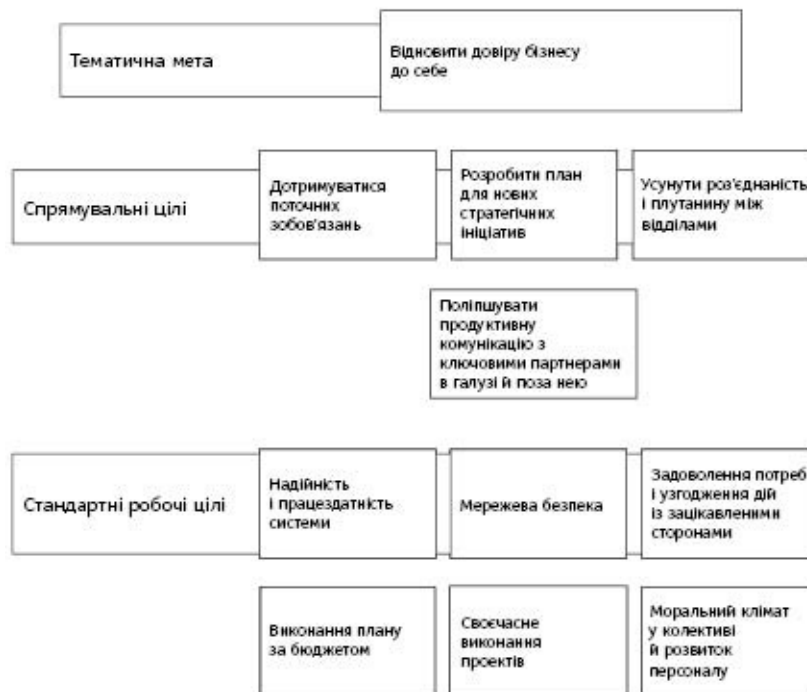 Тематична мета
Відновити довіру бізнесу
до себе
Спрямувальні цілі
Дотримуватися
поточних
зобов'язань
Розробити план
для нових
стратегічних
ініціатив
Усунути роз'єднаність
і плутанину між
відділами
Поліпшувати
продуктивну
комунікацію з
ключовими партнерами
в галузі й поза нею
Стандартні робочі цілі
Надійність
і працездатність
системи
Мережева безпека
Задоволення потреб
і узгодження дій
із зацікавленими
сторонами
Виконання плану
за бюджетом
Своєчасне
виконання
проектів
Моральний клімат
у колективі
й розвиток
персоналу